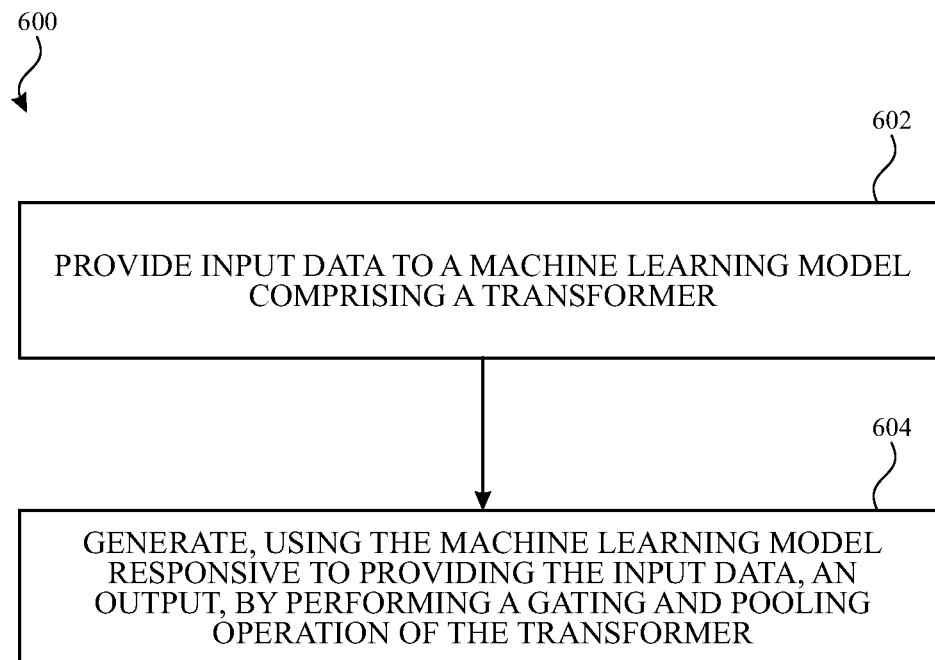 600
602
PROVIDE INPUT DATA TO A MACHINE LEARNING MODEL
COMPRISING A TRANSFORMER
604
GENERATE, USING THE MACHINE LEARNING MODEL
RESPONSIVE TO PROVIDING THE INPUT DATA, AN
OUTPUT, BY PERFORMING A GATING AND POOLING
OPERATION OF THE TRANSFORMER